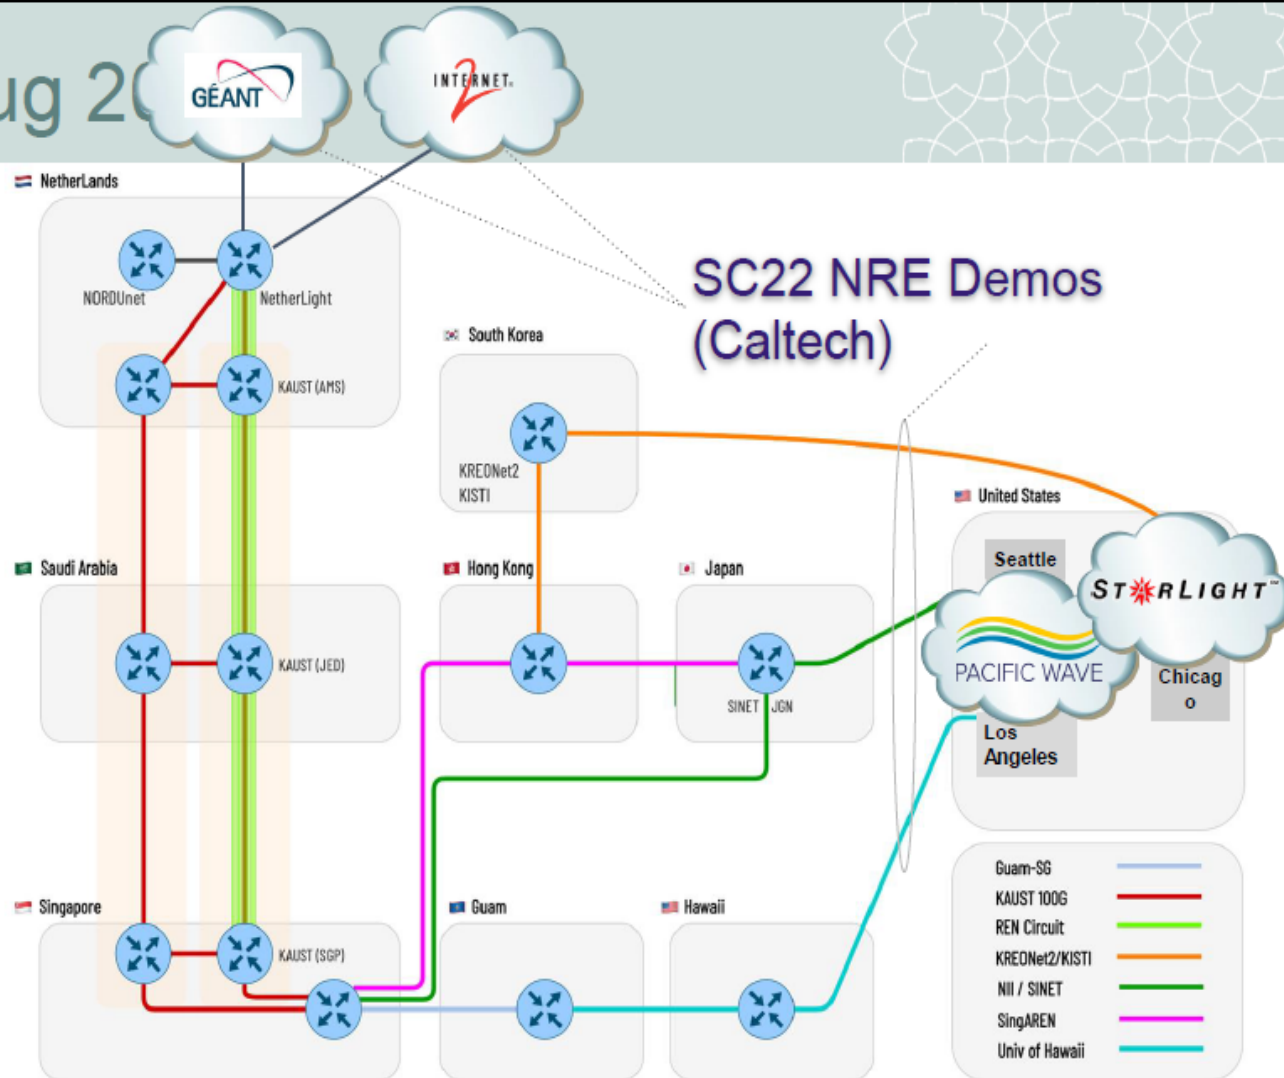 ug 2
GÉANT
INTERNET®
2
NetherLands
NORDUnet
NetherLight
SC22 NRE Demos
(Caltech)
South Korea
KAUST (AMS)
KREONet2
KISTI
United States
Seattle
STARLIGHT℠
Saudi Arabia
Hong Kong
Japan
KAUST (JED)
PACIFIC WAVE
Chicag
o
SINET
JGN
Los
Angeles
Guam-SG
KAUST 100G
REN Circuit
KREONet2/KISTI
NII / SINET
SingAREN
Univ of Hawaii
Singapore
Guam
Hawaii
KAUST (SGP)